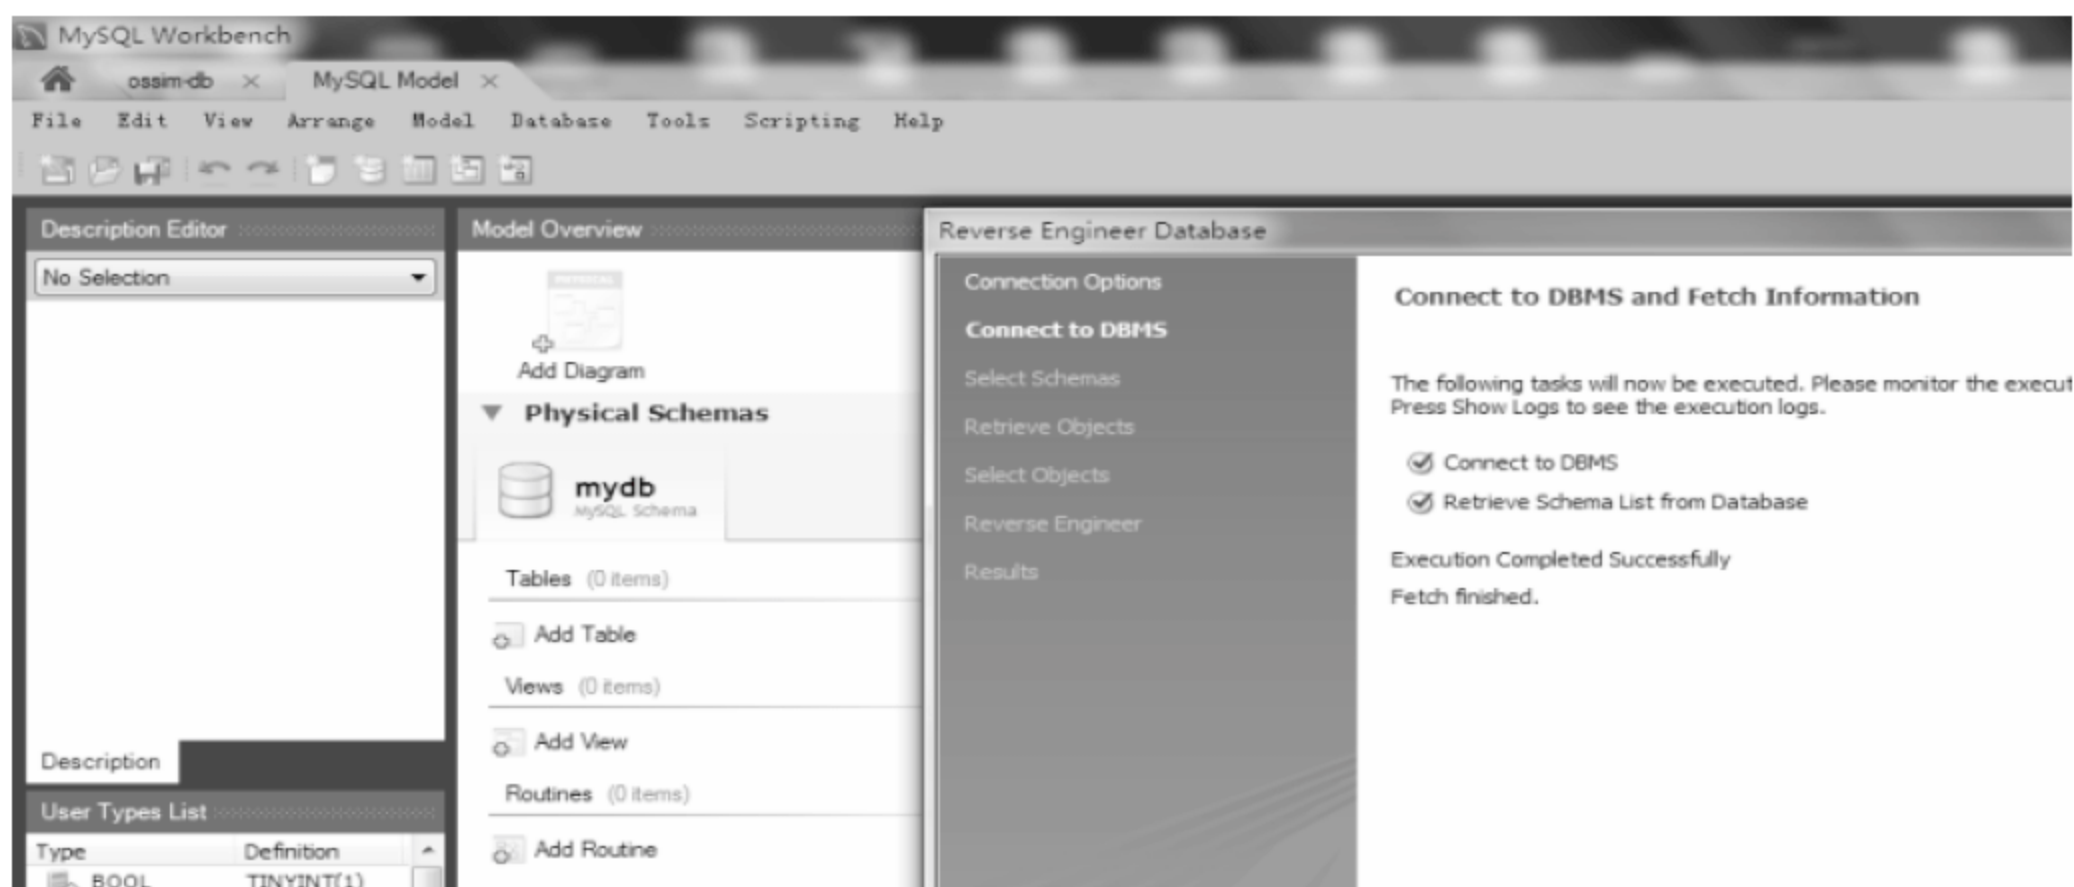 MySQL Workbench
ossim-db
MySQL Model
File Edit View Arrange Model Database Tools Scripting Help
Description Editor
No Selection
Description
User Types List
Type Definition
BOOL TINYINT(1)
Model Overview
Add Diagram
Physical Schemas
mydb
MySQL Schema
Tables (0 items)
Add Table
Views (0 items)
Add View
Routines (0 items)
Add Routine
Reverse Engineer Database
Connection Options
Connect to DBMS
Select Schemas
Retrieve Objects
Select Objects
Reverse Engineer
Results
Connect to DBMS and Fetch Information
The following tasks will now be executed. Please monitor the execut
Press Show Logs to see the execution logs.
Connect to DBMS
Retrieve Schema List from Database
Execution Completed Successfully
Fetch finished.